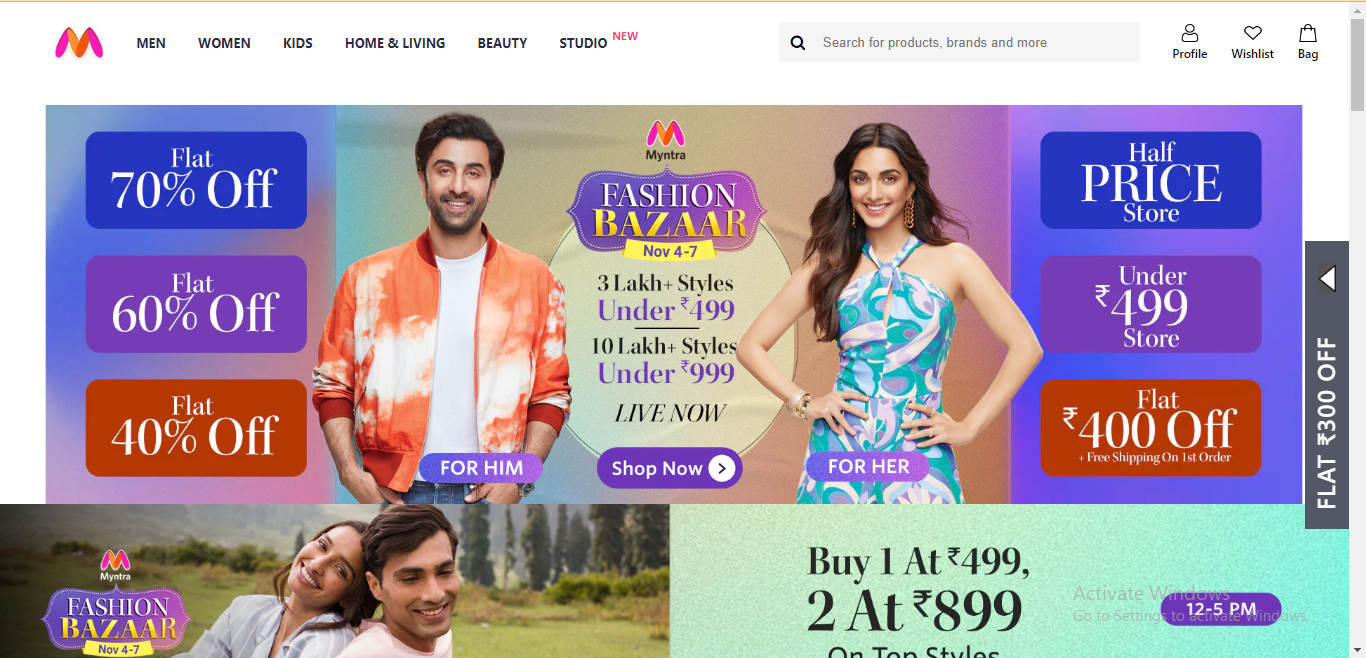 MEN WOMEN KIDS HOME & LIVING BEAUTY STUDIO NEW
Search for products, brands and more
Profile Wishlist Bag
Flat
70% Off
Flat
60% Off
Flat
40% Off
Myntra
FASHION
BAZAAR
Nov 4-7
3 Lakh+ Styles
Under ₹499
10 Lakh+ Styles
Under ₹999
LIVE NOW
FOR HIM
Shop Now
FOR HER
Half
PRICE
Store
Under
₹499
Store
Flat
₹400 Off
+ Free Shipping On 1st Order
FLAT ₹300 OFF
Myntra
FASHION
BAZAAR
Nov 4-7
Buy 1 At ₹499,
2 At ₹899
On Top Styles
12-5 PM
Activate Windows
Go to Settings to activate Windows.